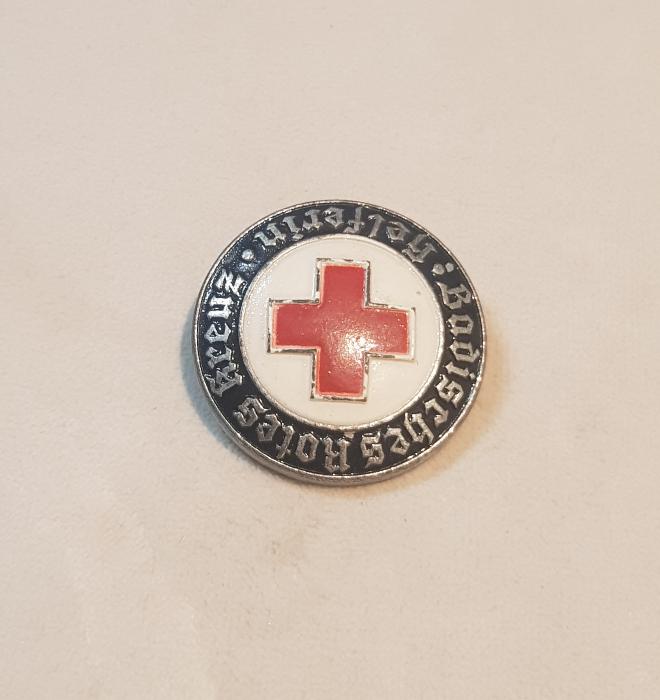 Badisches Rotes Kreuz
Helferin